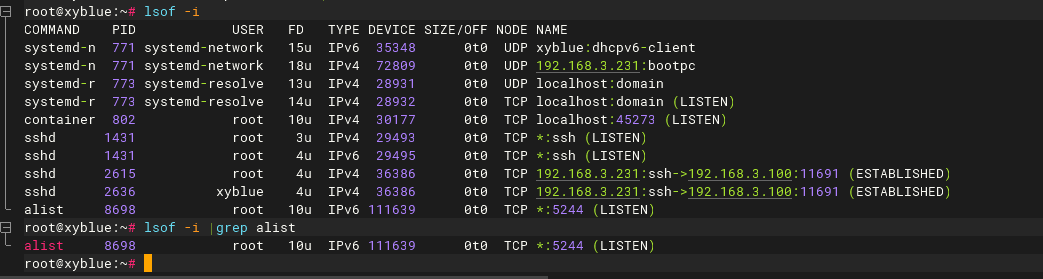 root@xyblue:~# lsof -i
COMMAND    PID            USER   FD   TYPE DEVICE SIZE/OFF NODE NAME
systemd-n  771 systemd-network   15u  IPv6  35348      0t0  UDP xyblue:dhcpv6-client
systemd-n  771 systemd-network   18u  IPv4  72809      0t0  UDP 192.168.3.231:bootpc
systemd-r  773 systemd-resolve   13u  IPv4  28931      0t0  UDP localhost:domain
systemd-r  773 systemd-resolve   14u  IPv4  28932      0t0  TCP localhost:domain (LISTEN)
container  802            root   10u  IPv4  30177      0t0  TCP localhost:45273 (LISTEN)
sshd      1431            root    3u  IPv4  29493      0t0  TCP *:ssh (LISTEN)
sshd      1431            root    4u  IPv6  29495      0t0  TCP *:ssh (LISTEN)
sshd      2615            root    4u  IPv4  36386      0t0  TCP 192.168.3.231:ssh->192.168.3.100:11691 (ESTABLISHED)
sshd      2636          xyblue    4u  IPv4  36386      0t0  TCP 192.168.3.231:ssh->192.168.3.100:11691 (ESTABLISHED)
alist     8698            root   10u  IPv6 111639      0t0  TCP *:5244 (LISTEN)
root@xyblue:~# lsof -i |grep alist
alist     8698            root   10u  IPv6 111639      0t0  TCP *:5244 (LISTEN)
root@xyblue:~#